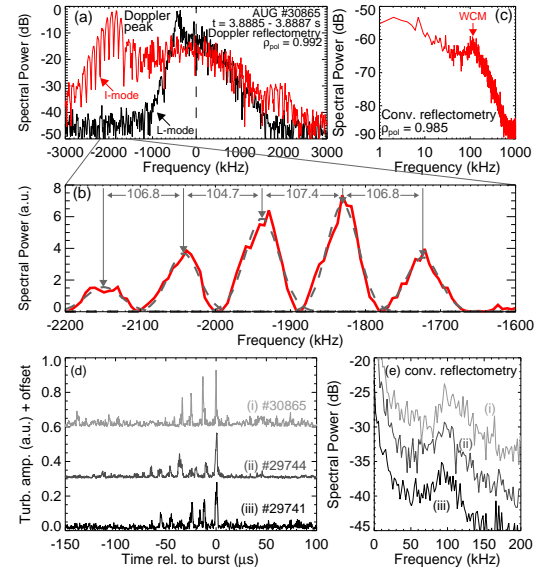 (a)
Doppler
peak
AUG #30865
t = 3.8885 - 3.8887 s
Doppler reflectometry
ρpol = 0.992
I-mode
L-mode
Spectral Power (dB)
0
-10
-20
-30
-40
-50
-3000 -2000 -1000 0 1000 2000 3000
Frequency (kHz)
(c)
WCM
Conv. reflectometry
ρpol = 0.985
Spectral Power (dB)
-50
-60
-70
-80
-90
1 10 100 1000
Frequency (kHz)
(b)
106.8 104.7 107.4 106.8
Spectral Power (a.u.)
8
6
4
2
0
-2200 -2100 -2000 -1900 -1800 -1700 -1600
Frequency (kHz)
(d)
(i) #30865
(ii) #29744
(iii) #29741
Turb. amp. (a.u.) + offset
1.0
0.8
0.6
0.4
0.2
0.0
-150 -100 -50 0 50 100
Time rel. to burst (µs)
(e) conv. reflectometry
(i)
(ii)
(iii)
Spectral Power (dB)
-20
-25
-30
-35
-40
-45
0 50 100 150 200
Frequency (kHz)